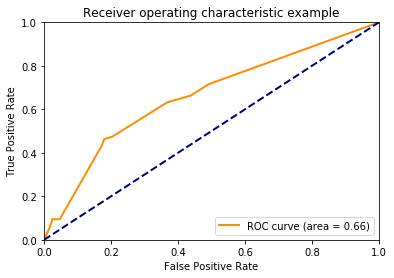 Receiver operating characteristic example
True Positive Rate
1.0
0.8
0.6
0.4
0.2
0.0
ROC curve (area = 0.66)
0.0 0.2 0.4 0.6 0.8 1.0
False Positive Rate